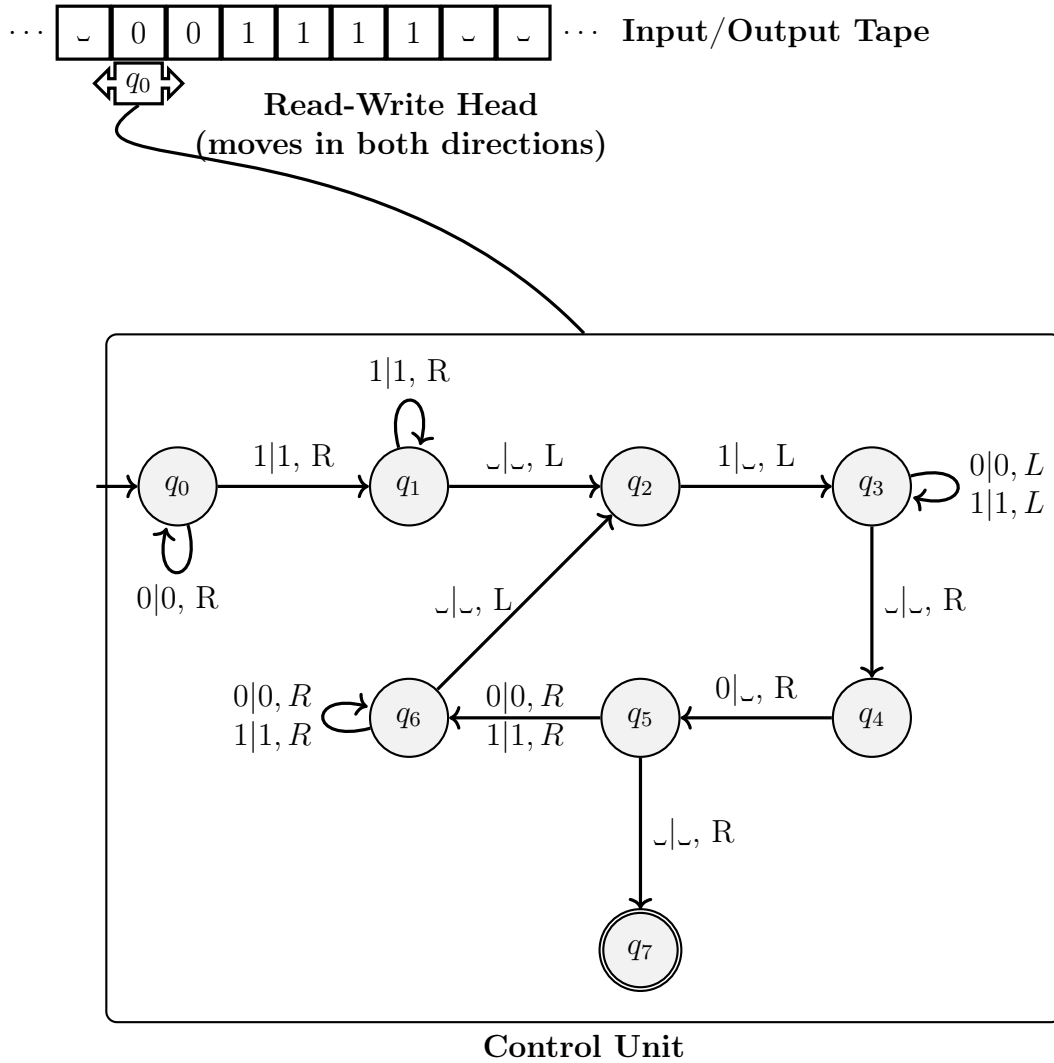 ··· ⌣ 0 0 1 1 1 1 ⌣ ⌣ ··· Input/Output Tape
q0
Read-Write Head
(moves in both directions)
1|1, R
1|1, R
⌣|⌣, L
1|⌣, L
q0
q1
q2
q3
0|0, L
1|1, L
0|0, R
⌣|⌣, L
⌣|⌣, R
0|0, R
1|1, R
q6
0|0, R
1|1, R
q5
0|⌣, R
q4
⌣|⌣, R
q7
Control Unit